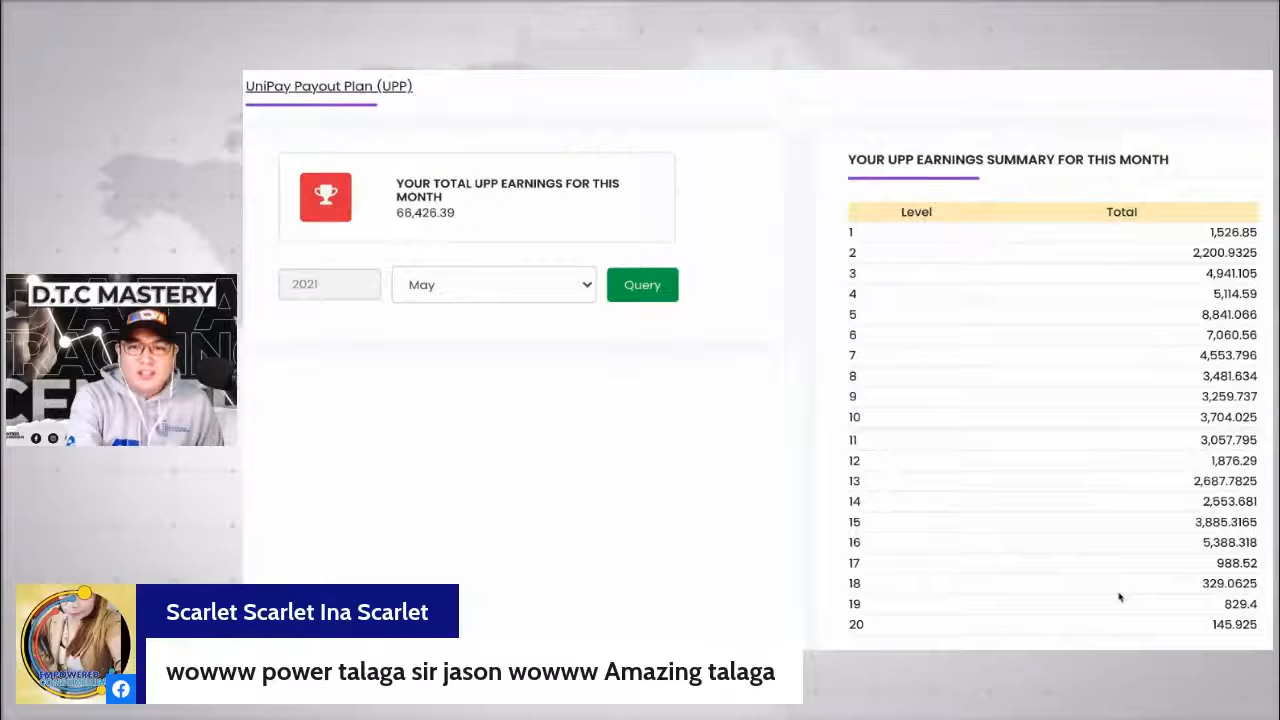 UniPay Payout Plan (UPP)
YOUR TOTAL UPP EARNINGS FOR THIS
MONTH
66,426.39
2021
May
Query
YOUR UPP EARNINGS SUMMARY FOR THIS MONTH
Level Total
1 1,526.85
2 2,200.9325
3 4,941.105
4 5,114.59
5 8,841.066
6 7,060.56
7 4,553.796
8 3,481.634
9 3,259.737
10 3,704.025
11 3,057.795
12 1,876.29
13 2,687.7825
14 2,553.681
15 3,885.3165
16 5,388.318
17 988.52
18 329.0625
19 829.4
20 145.925
D.T.C MASTERY
EMPOWERED
Scarlet Scarlet Ina Scarlet
wowww power talaga sir jason wowww Amazing talaga